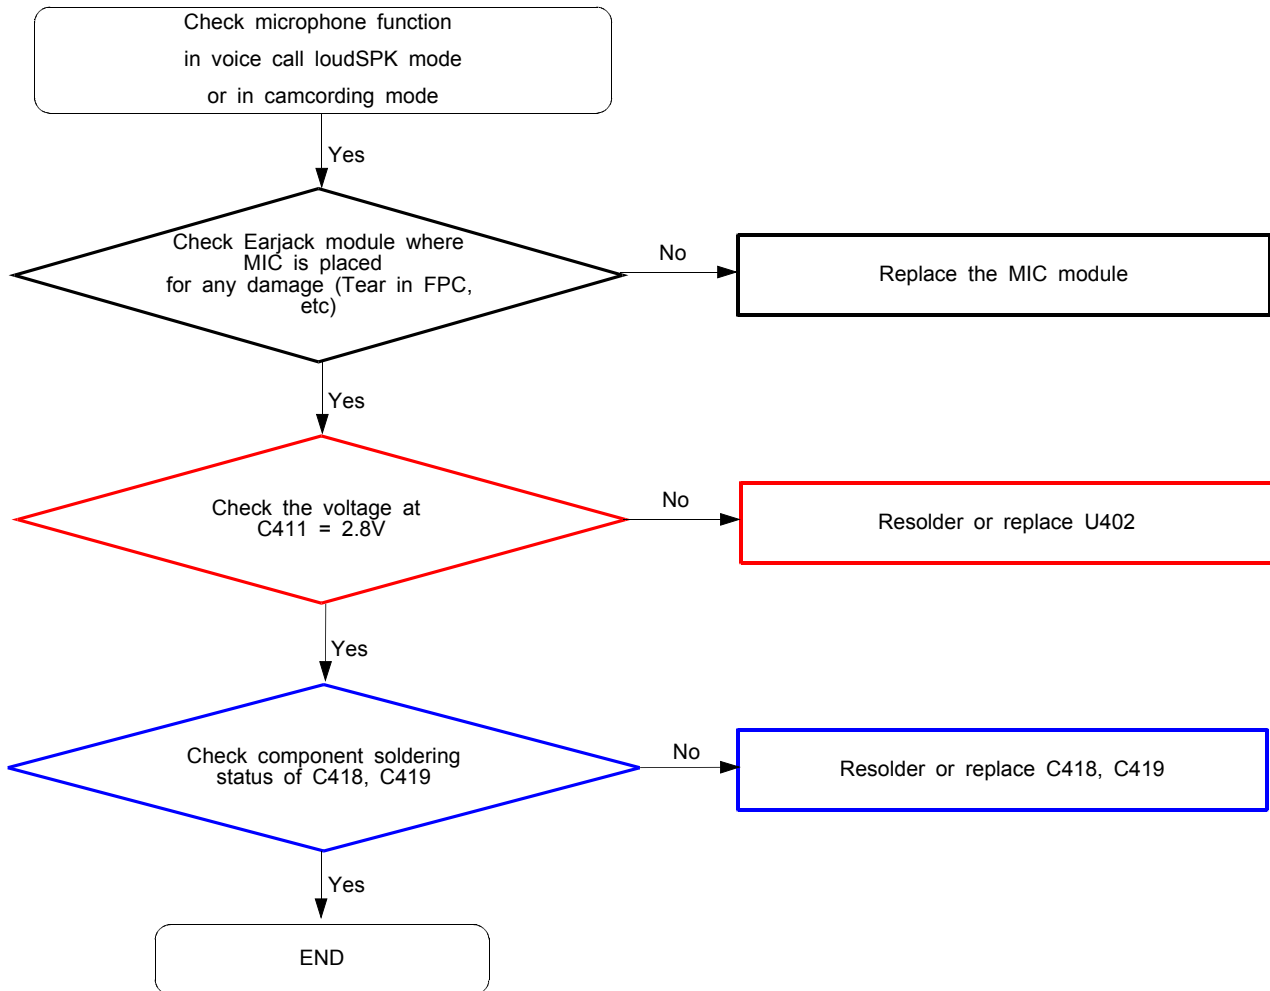 Check microphone function
in voice call loudSPK mode
or in camcording mode
Yes
Check Earjack module where
MIC is placed
for any damage (Tear in FPC,
etc)
No
Replace the MIC module
Yes
Check the voltage at
C411 = 2.8V
No
Resolder or replace U402
Yes
Check component soldering
status of C418, C419
No
Resolder or replace C418, C419
Yes
END